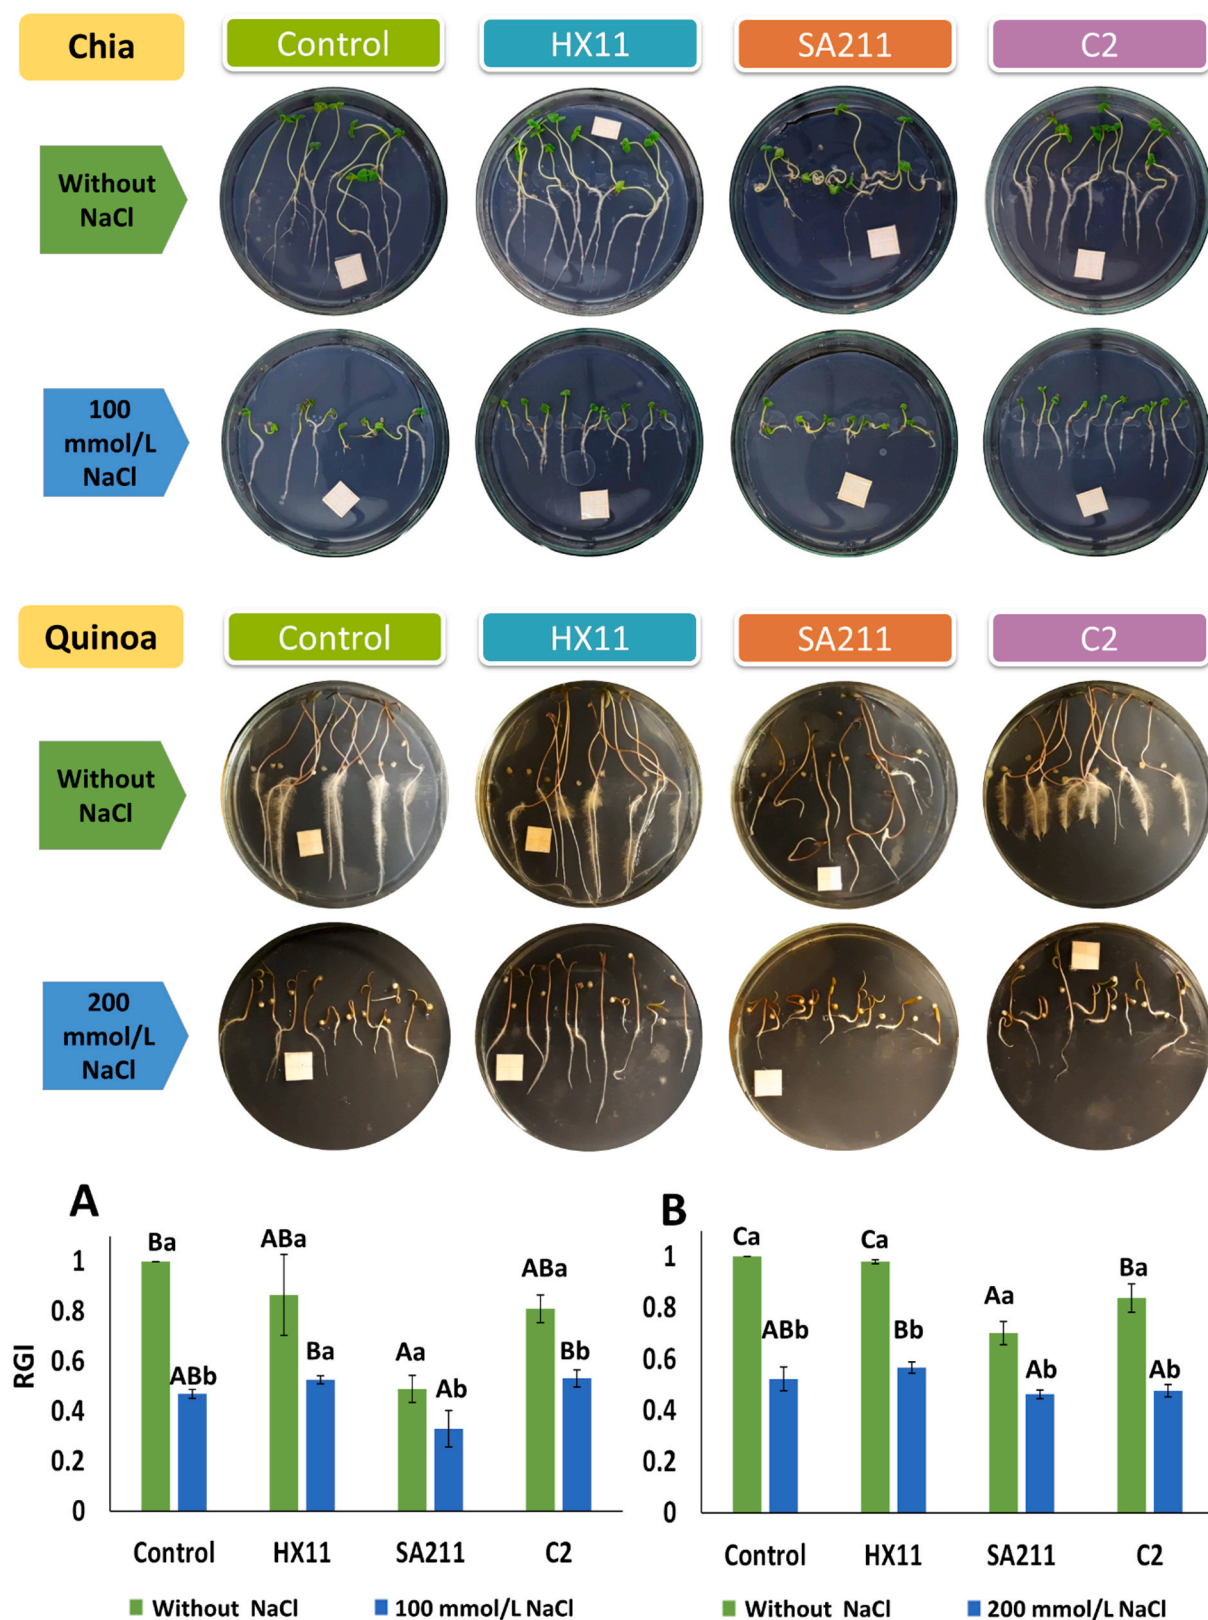 Chia
Control
HX11
SA211
C2
Without
NaCl
100
mmol/L
NaCl
Quinoa
Control
HX11
SA211
C2
Without
NaCl
200
mmol/L
NaCl
A
RGI
1
0.8
0.6
0.4
0.2
0
Ba
ABb
ABa
Ba
Aa
Ab
ABa
Bb
Control
HX11
SA211
C2
Without NaCl
100 mmol/L NaCl
B
1
0.8
0.6
0.4
0.2
0
Ca
ABb
Ca
Bb
Aa
Ab
Ba
Ab
Control
HX11
SA211
C2
Without NaCl
200 mmol/L NaCl